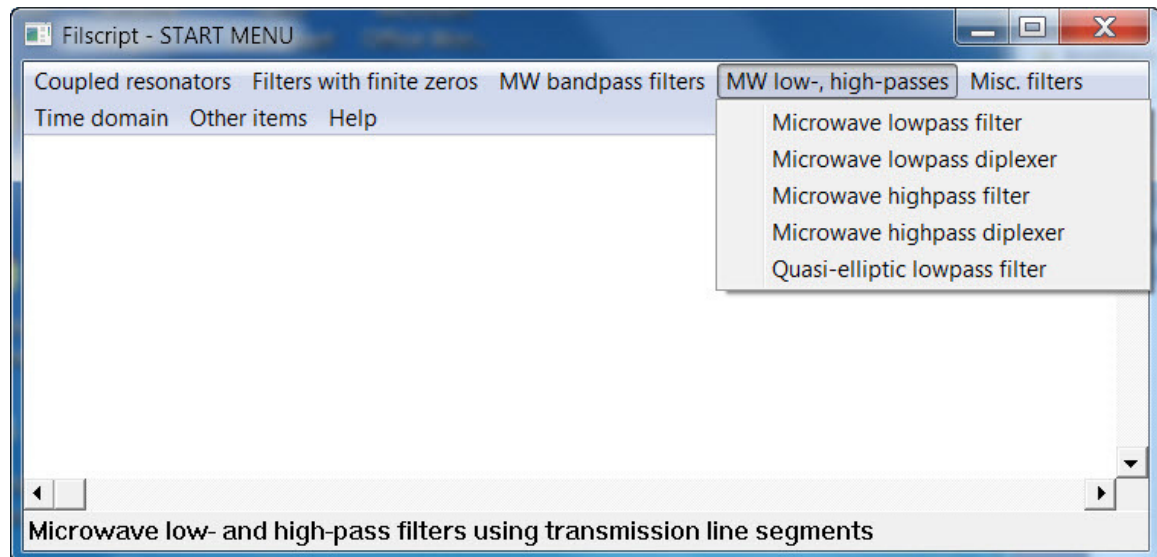 Filscript - START MENU
Coupled resonators Filters with finite zeros MW bandpass filters MW low-, high-passes Misc. filters
Time domain Other items Help
Microwave lowpass filter
Microwave lowpass diplexer
Microwave highpass filter
Microwave highpass diplexer
Quasi-elliptic lowpass filter
Microwave low- and high-pass filters using transmission line segments